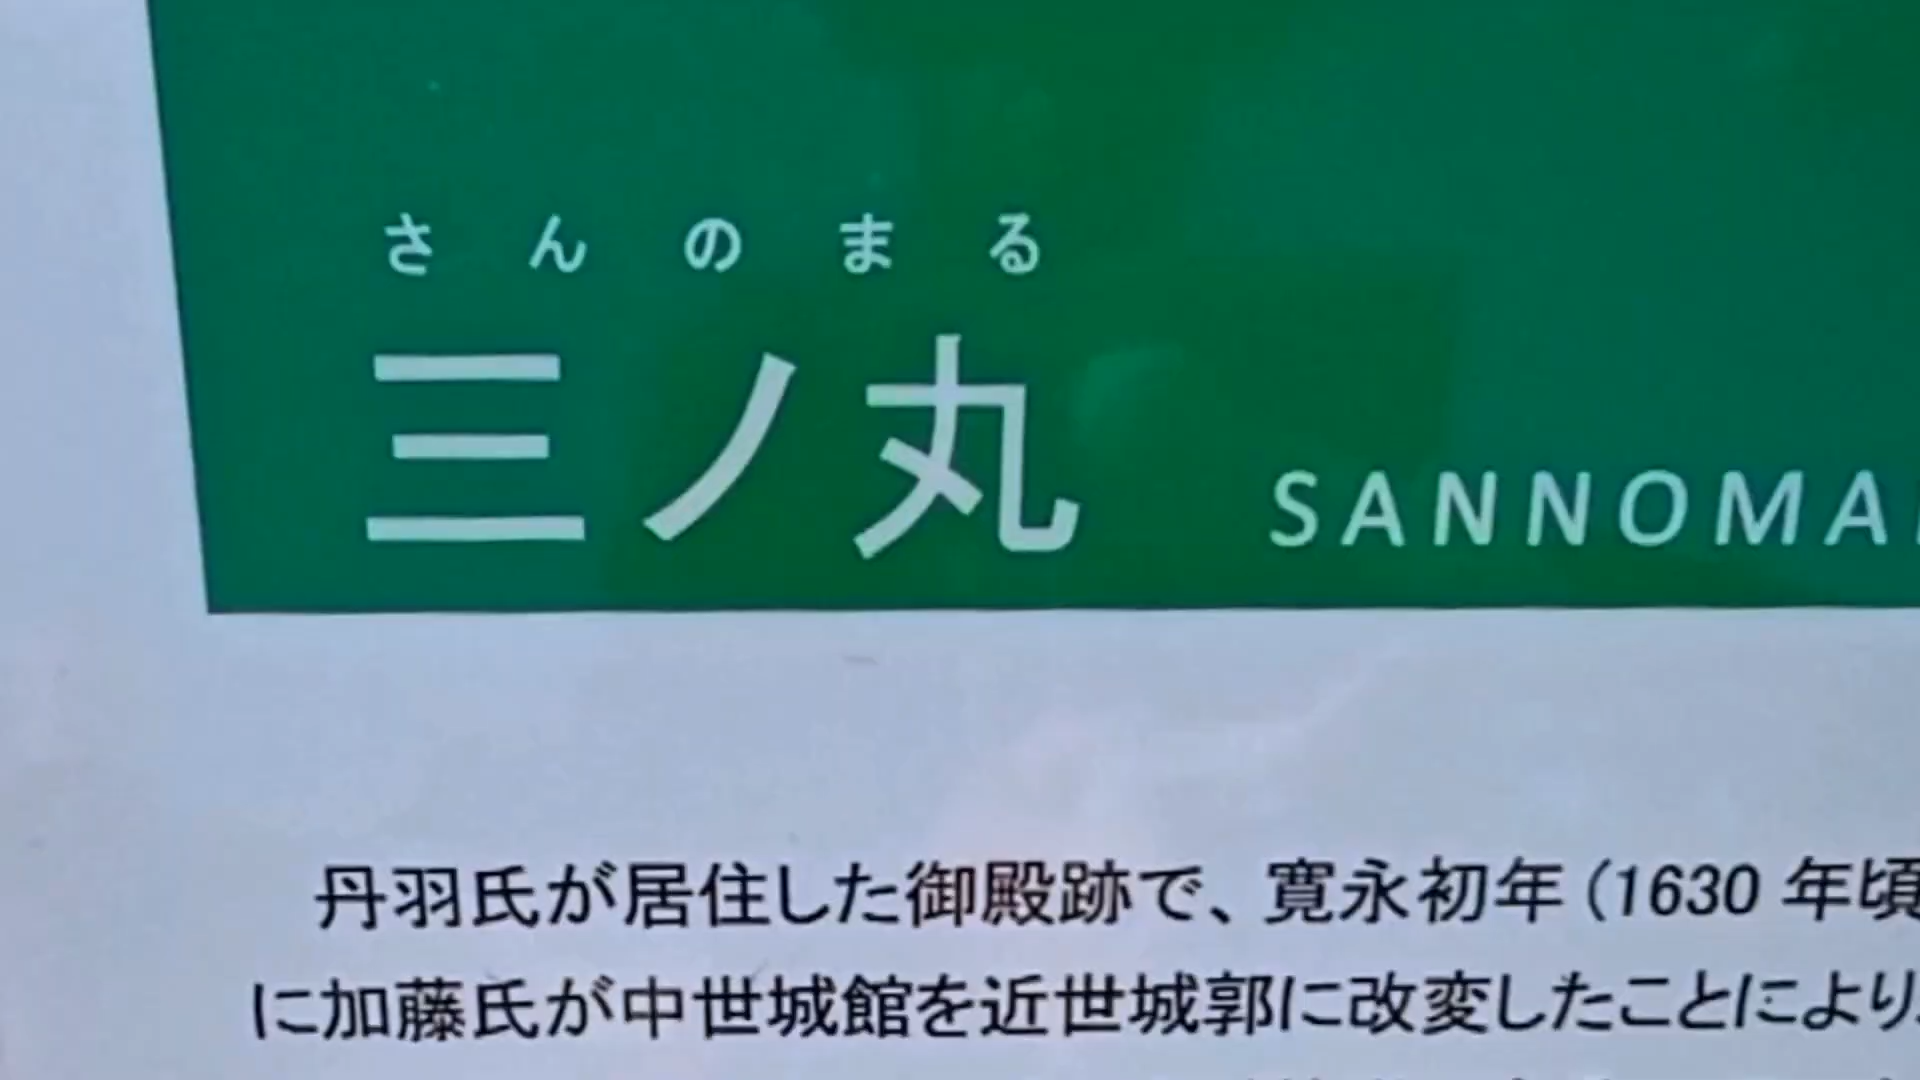 さんのまる
三ノ丸 SANNOMA
丹羽氏が居住した御殿跡で、寛永初年（1630 年頃
に加藤氏が中世城館を近世城郭に改変したことにより